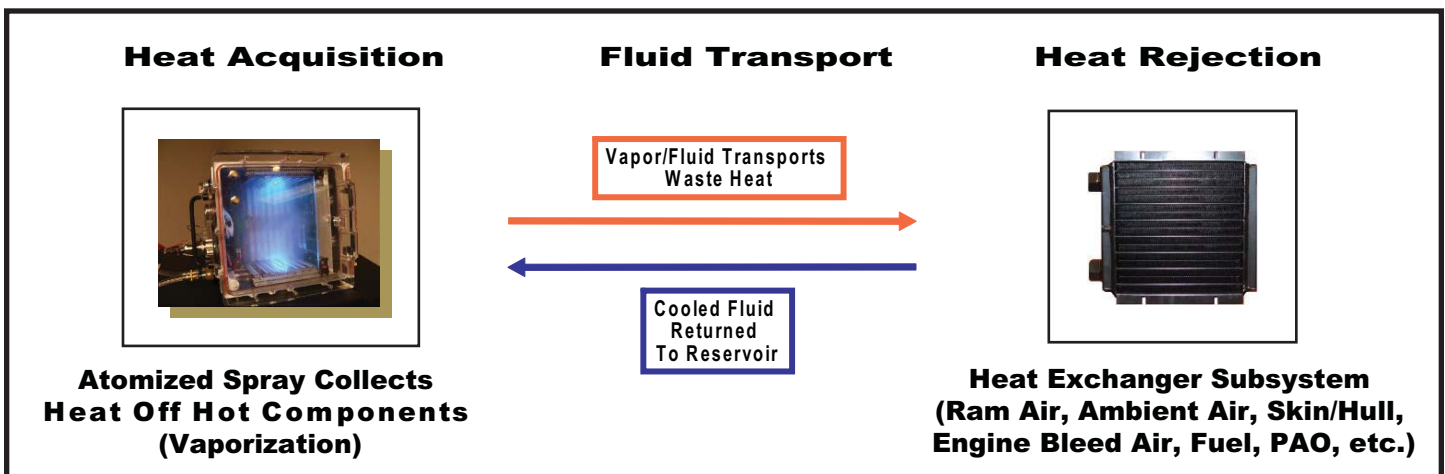 Heat Acquisition
Fluid Transport
Heat Rejection
Vapor/Fluid Transports
Waste Heat
Cooled Fluid
Returned
To Reservoir
Atomized Spray Collects
Heat Off Hot Components
(Vaporization)
Heat Exchanger Subsystem
(Ram Air, Ambient Air, Skin/Hull,
Engine Bleed Air, Fuel, PAO, etc.)